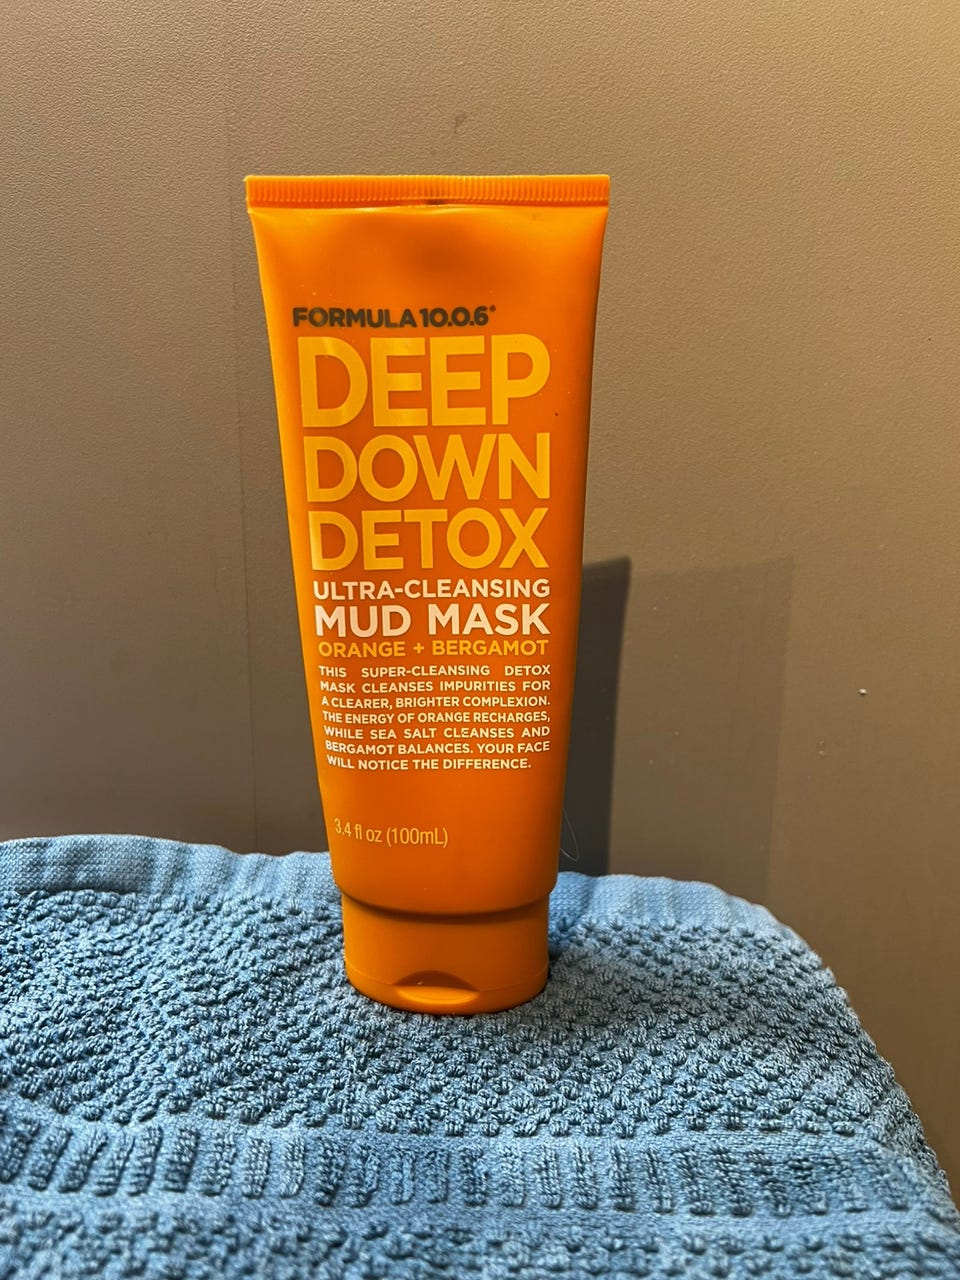 FORMULA 10.0.6®
DEEP
DOWN
DETOX
ULTRA-CLEANSING
MUD MASK
ORANGE + BERGAMOT
THIS SUPER-CLEANSING DETOX
MASK CLEANSES IMPURITIES FOR
A CLEARER, BRIGHTER COMPLEXION.
THE ENERGY OF ORANGE RECHARGES,
WHILE SEA SALT CLEANSES AND
BERGAMOT BALANCES. YOUR FACE
WILL NOTICE THE DIFFERENCE.
3.4 fl oz (100mL)